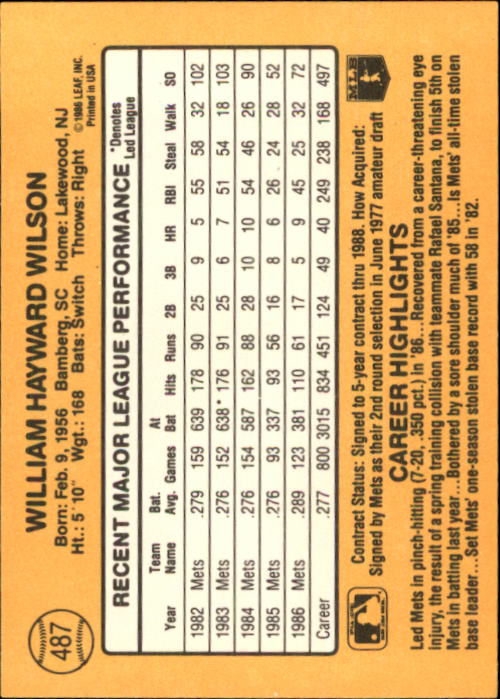 487
WILLIAM HAYWARD WILSON
Born: Feb. 9, 1956 Bamberg, SC Home: Lakewood, NJ
Ht.: 5' 10" Wgt.: 168 Bats: Switch Throws: Right
© 1986 LEAF, INC.
Printed in USA
RECENT MAJOR LEAGUE PERFORMANCE *Denotes Led League
Year Team Name Bat. Avg. Games At Bat Hits Runs 2B 3B HR RBI Steal Walk SO
1982 Mets .279 159 639 178 90 25 9 5 55 58 32 102
1983 Mets .276 152 638* 176 91 25 6 7 51 54 18 103
1984 Mets .276 154 587 162 88 28 10 10 54 46 26 90
1985 Mets .276 93 337 93 56 16 8 6 26 24 28 52
1986 Mets .289 123 381 110 61 17 5 9 45 25 32 72
Career .277 800 3015 834 451 124 49 40 249 238 168 497
Contract Status: Signed to 5-year contract thru 1988. How Acquired:
Signed by Mets as their 2nd round selection in June 1977 amateur draft
MLB
CAREER HIGHLIGHTS
Led Mets in pinch-hitting (7-20, .350 pct.) in '86...Recovered from a career-threatening eye
injury, the result of a spring training collision with teammate Rafael Santana, to finish 5th on
Mets in batting last year...Bothered by a sore shoulder much of '85...Is Mets' all-time stolen
base leader...Set Mets' one-season stolen base record with 58 in '82.